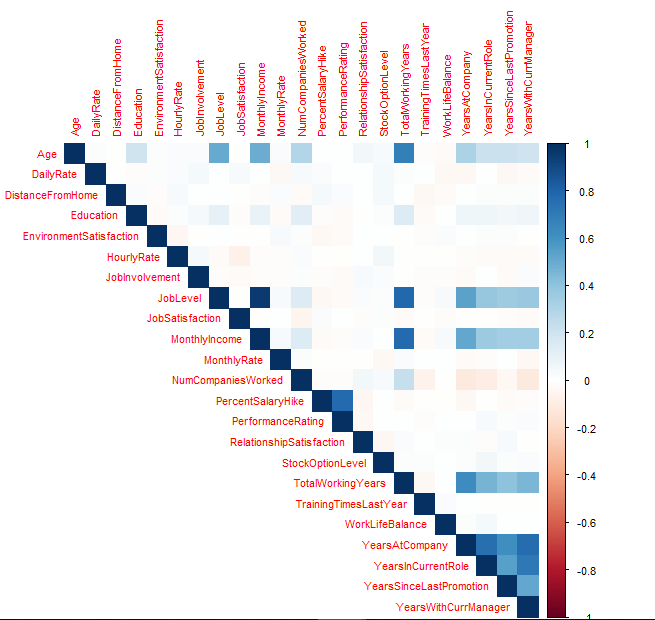 Age
DailyRate
DistanceFromHome
Education
EnvironmentSatisfaction
HourlyRate
JobInvolvement
JobLevel
JobSatisfaction
MonthlyIncome
MonthlyRate
NumCompaniesWorked
PercentSalaryHike
PerformanceRating
RelationshipSatisfaction
StockOptionLevel
TotalWorkingYears
TrainingTimesLastYear
WorkLifeBalance
YearsAtCompany
YearsInCurrentRole
YearsSinceLastPromotion
YearsWithCurrManager
Age
DailyRate
DistanceFromHome
Education
EnvironmentSatisfaction
HourlyRate
JobInvolvement
JobLevel
JobSatisfaction
MonthlyIncome
MonthlyRate
NumCompaniesWorked
PercentSalaryHike
PerformanceRating
RelationshipSatisfaction
StockOptionLevel
TotalWorkingYears
TrainingTimesLastYear
WorkLifeBalance
YearsAtCompany
YearsInCurrentRole
YearsSinceLastPromotion
YearsWithCurrManager
1
0.8
0.6
0.4
0.2
0
-0.2
-0.4
-0.6
-0.8